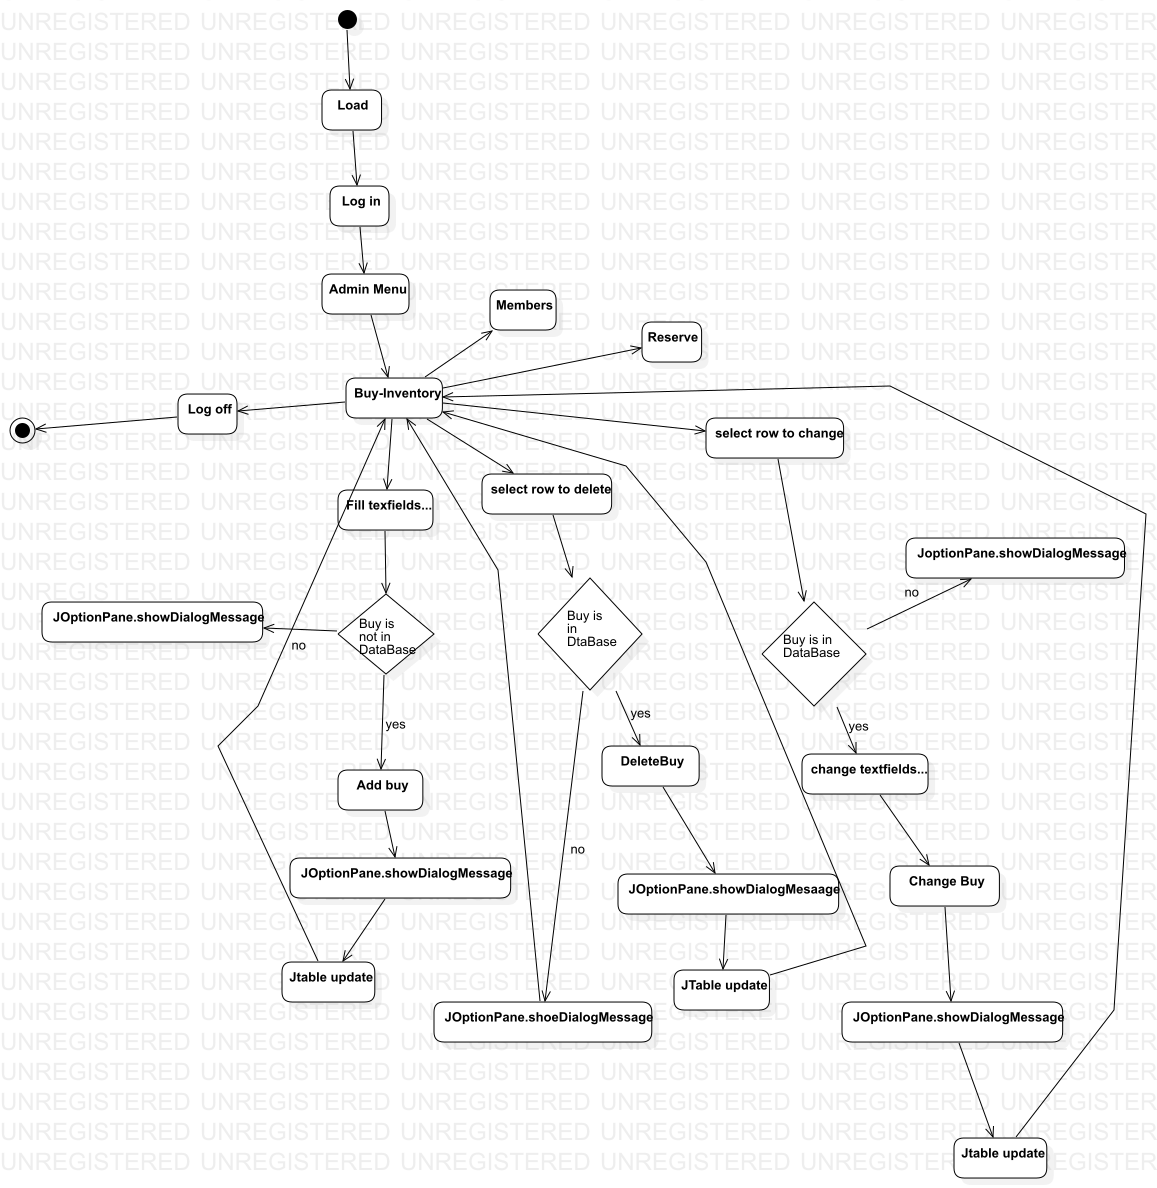 Load
Log in
Admin Menu
Members
Reserve
Buy-Inventory
Log off
select row to change
select row to delete
Fill texfields...
JoptionPane.showDialogMessage
no
JOptionPane.showDialogMessage
no
Buy is
not in
DataBase
Buy is
in
DtaBase
Buy is in
DataBase
yes
yes
yes
DeleteBuy
change textfields...
Add buy
no
JOptionPane.showDialogMessage
JOptionPane.showDialogMesaage
Change Buy
Jtable update
JTable update
JOptionPane.shoeDialogMessage
JOptionPane.showDialogMessage
Jtable update
UNREGISTERED